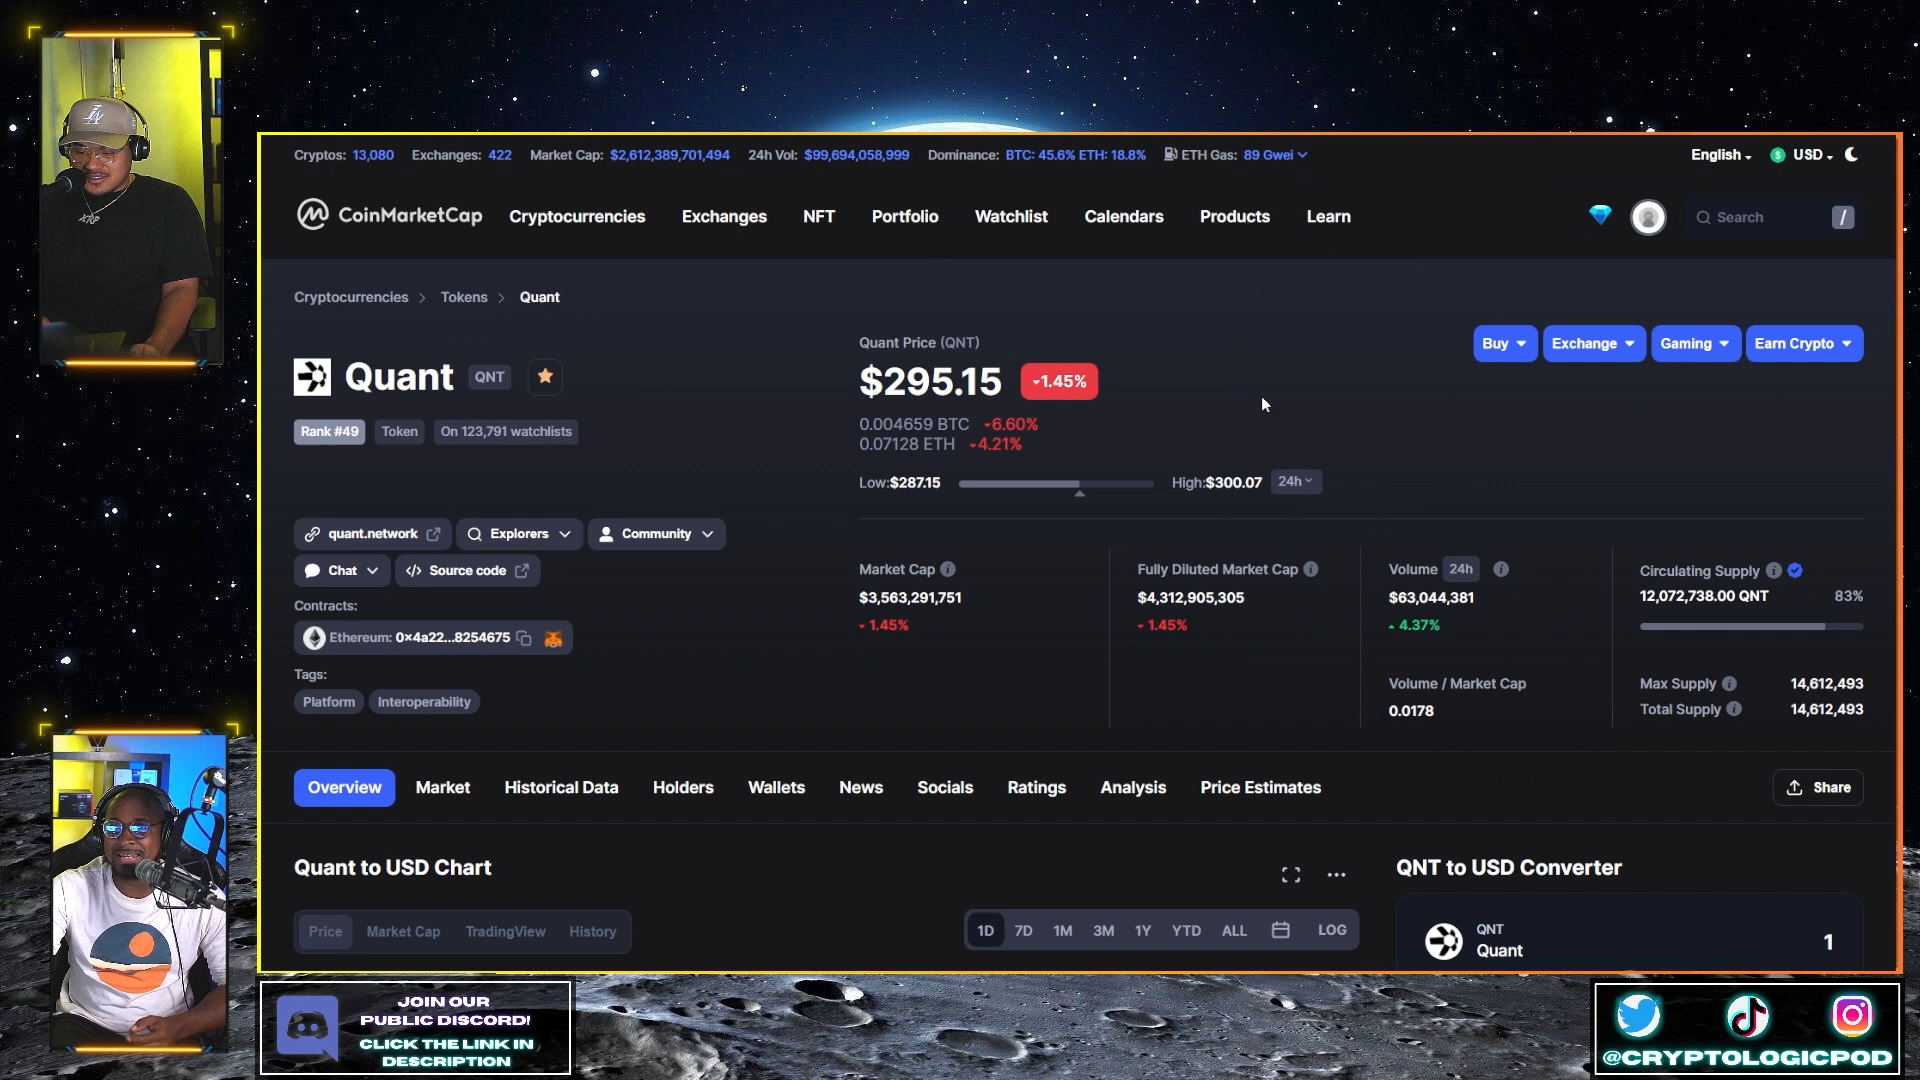 Cryptos: 13,080 Exchanges: 422 Market Cap: $2,612,389,701,494 24h Vol: $99,694,058,999 Dominance: BTC: 45.6% ETH: 18.8% ETH Gas: 89 Gwei
English USD
CoinMarketCap Cryptocurrencies Exchanges NFT Portfolio Watchlist Calendars Products Learn
Search /
Cryptocurrencies Tokens Quant
Quant QNT
Rank #49 Token On 123,791 watchlists
Quant Price (QNT)
$295.15 1.45%
0.004659 BTC 6.60%
0.07128 ETH 4.21%
Low:$287.15 High:$300.07 24h
Buy Exchange Gaming Earn Crypto
quant.network Explorers Community
Chat </> Source code
Contracts:
Ethereum: 0x4a22...8254675
Tags:
Platform Interoperability
Market Cap
$3,563,291,751
1.45%
Fully Diluted Market Cap
$4,312,905,305
1.45%
Volume 24h
$63,044,381
4.37%
Volume / Market Cap
0.0178
Circulating Supply
12,072,738.00 QNT 83%
Max Supply 14,612,493
Total Supply 14,612,493
Overview Market Historical Data Holders Wallets News Socials Ratings Analysis Price Estimates
Share
Quant to USD Chart
Price Market Cap TradingView History
1D 7D 1M 3M 1Y YTD ALL LOG
QNT to USD Converter
QNT
Quant
1
XRP
LA
JOIN OUR
PUBLIC DISCORD!
CLICK THE LINK IN
DESCRIPTION
@CRYPTOLOGICPOD